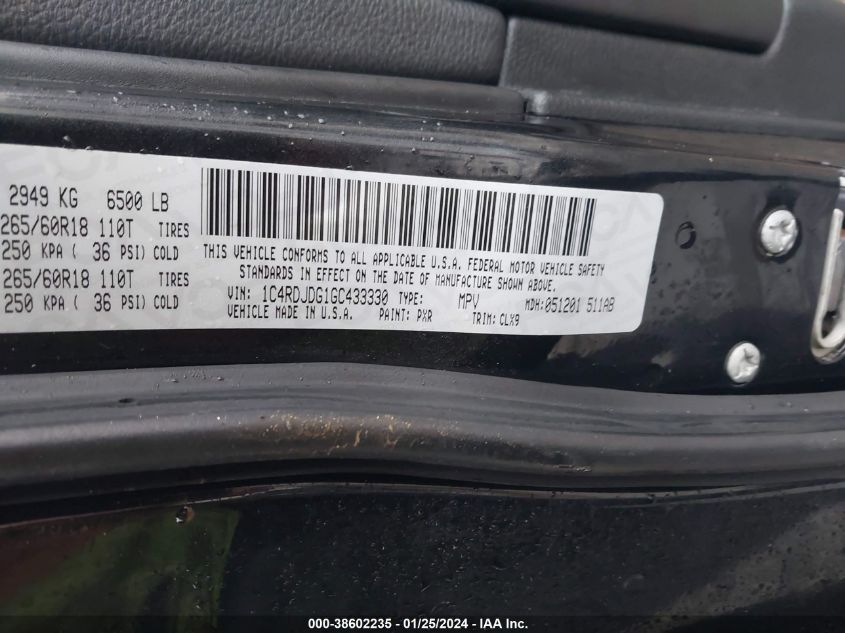 2949 KG 6500 LB
265/60R18 110T TIRES
250 KPA ( 36 PSI) COLD
265/60R18 110T TIRES
250 KPA ( 36 PSI) COLD
THIS VEHICLE CONFORMS TO ALL APPLICABLE U.S.A. FEDERAL MOTOR VEHICLE SAFETY
STANDARDS IN EFFECT ON THE DATE OF MANUFACTURE SHOWN ABOVE.
VIN: 1C4RDJDG1GC433330 TYPE: MPV MDH: 051201 511AB
VEHICLE MADE IN U.S.A. PAINT: PXR TRIM: CLX9
000-38602235 - 01/25/2024 - IAA Inc.